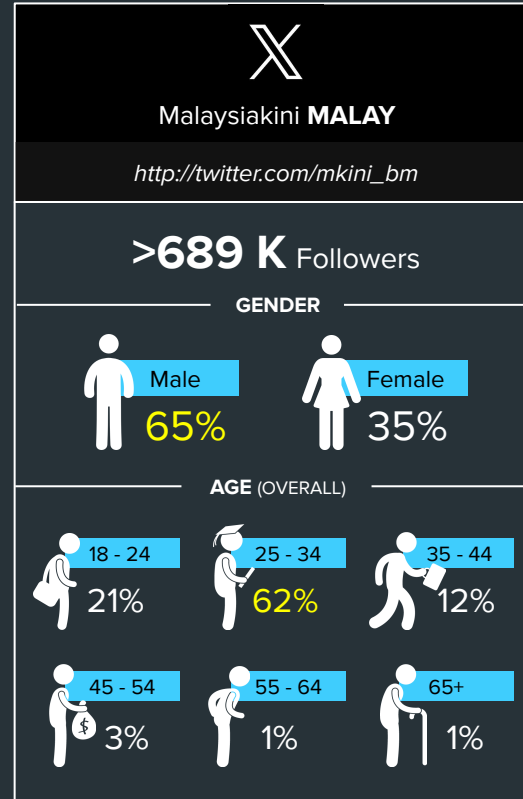 Malaysiakini MALAY
http://twitter.com/mkini_bm
>689 K Followers
GENDER
Male
65%
Female
35%
AGE (OVERALL)
18 - 24
21%
25 - 34
62%
35 - 44
12%
45 - 54
$
3%
55 - 64
1%
65+
1%